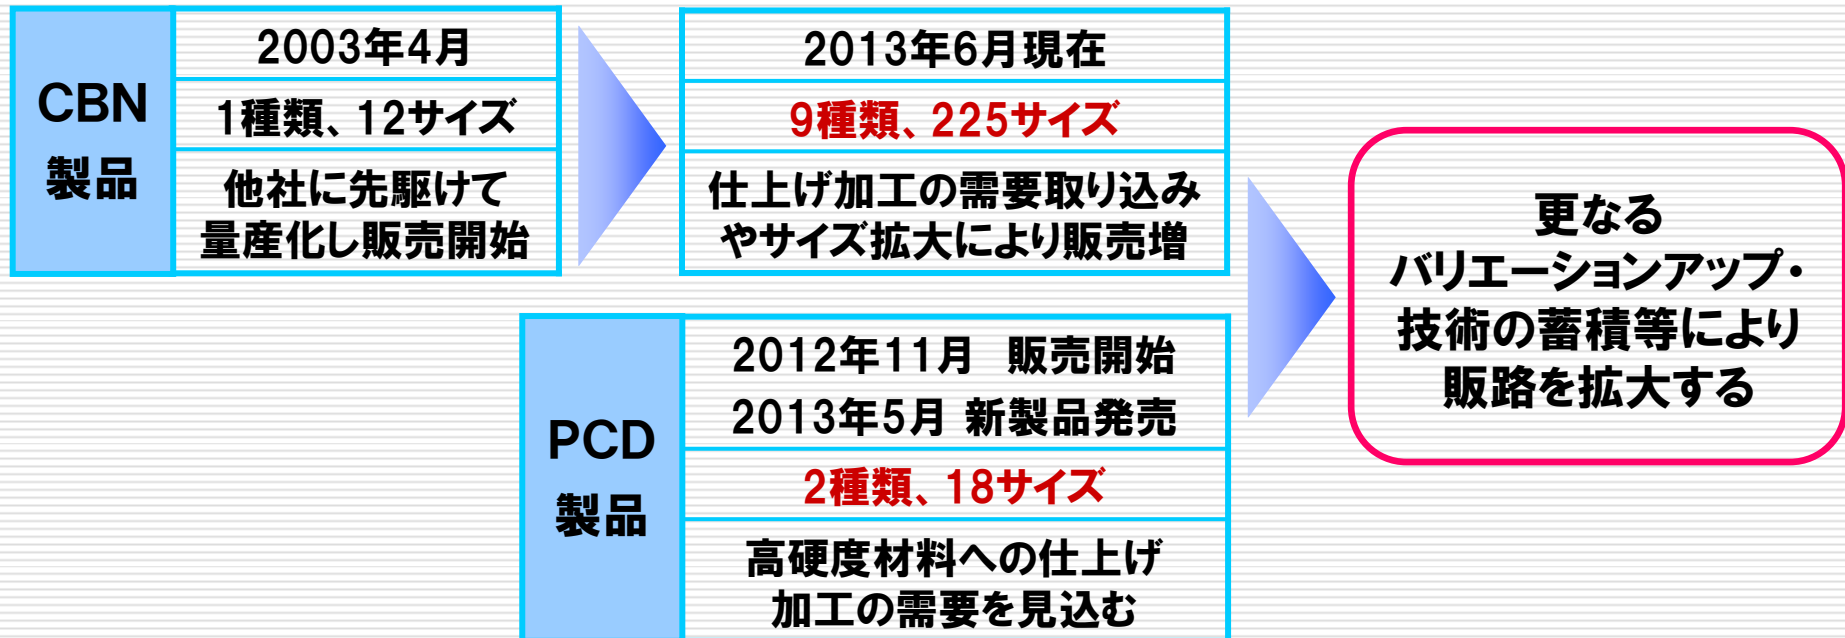 CBN
製品
2003年4月
1種類、12サイズ
他社に先駆けて
量産化し販売開始
2013年6月現在
9種類、225サイズ
仕上げ加工の需要取り込み
やサイズ拡大により販売増
PCD
製品
2012年11月 販売開始
2013年5月 新製品発売
2種類、18サイズ
高硬度材料への仕上げ
加工の需要を見込む
更なる
バリエーションアップ・
技術の蓄積等により
販路を拡大する